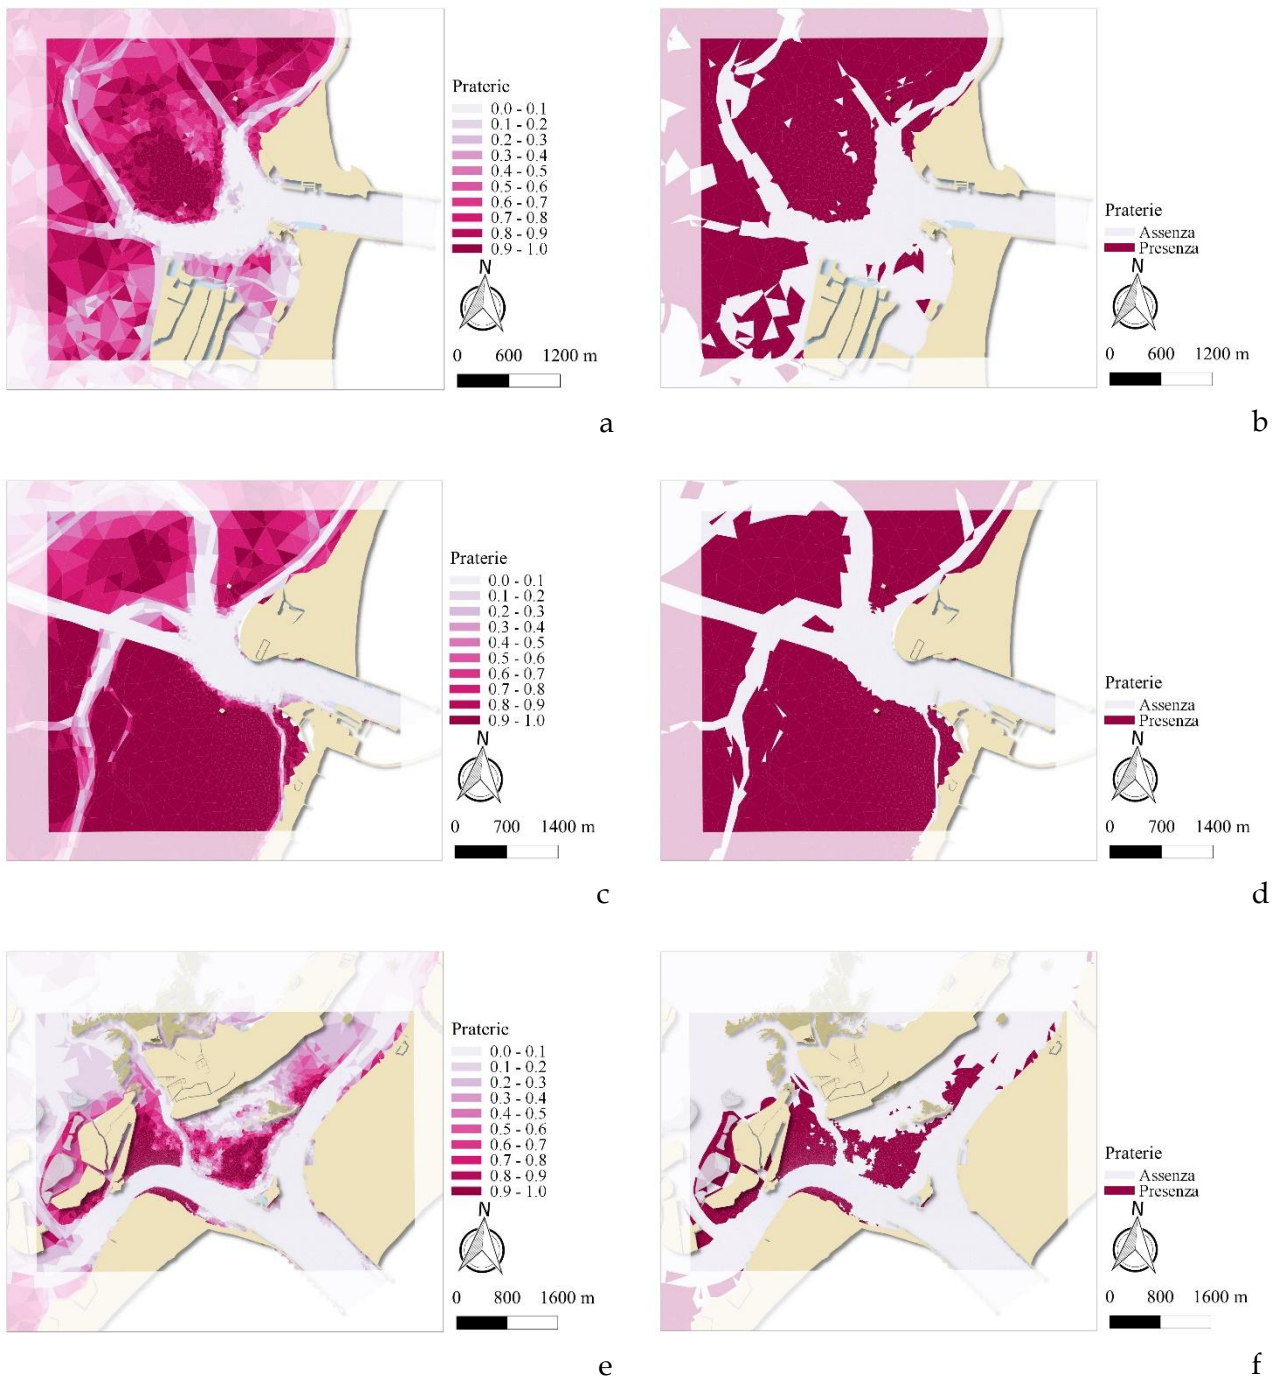 Praterie
0.0 - 0.1
0.1 - 0.2
0.2 - 0.3
0.3 - 0.4
0.4 - 0.5
0.5 - 0.6
0.6 - 0.7
0.7 - 0.8
0.8 - 0.9
0.9 - 1.0
N
0 600 1200 m
a
Praterie
Assenza
Presenza
N
0 600 1200 m
b
Praterie
0.0 - 0.1
0.1 - 0.2
0.2 - 0.3
0.3 - 0.4
0.4 - 0.5
0.5 - 0.6
0.6 - 0.7
0.7 - 0.8
0.8 - 0.9
0.9 - 1.0
N
0 700 1400 m
c
Praterie
Assenza
Presenza
N
0 700 1400 m
d
Praterie
0.0 - 0.1
0.1 - 0.2
0.2 - 0.3
0.3 - 0.4
0.4 - 0.5
0.5 - 0.6
0.6 - 0.7
0.7 - 0.8
0.8 - 0.9
0.9 - 1.0
N
0 800 1600 m
e
Praterie
Assenza
Presenza
N
0 800 1600 m
f